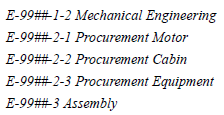 E-99##-1-2 Mechanical Engineering
E-99##-2-1 Procurement Motor
E-99##-2-2 Procurement Cabin
E-99##-2-3 Procurement Equipment
E-99##-3 Assembly